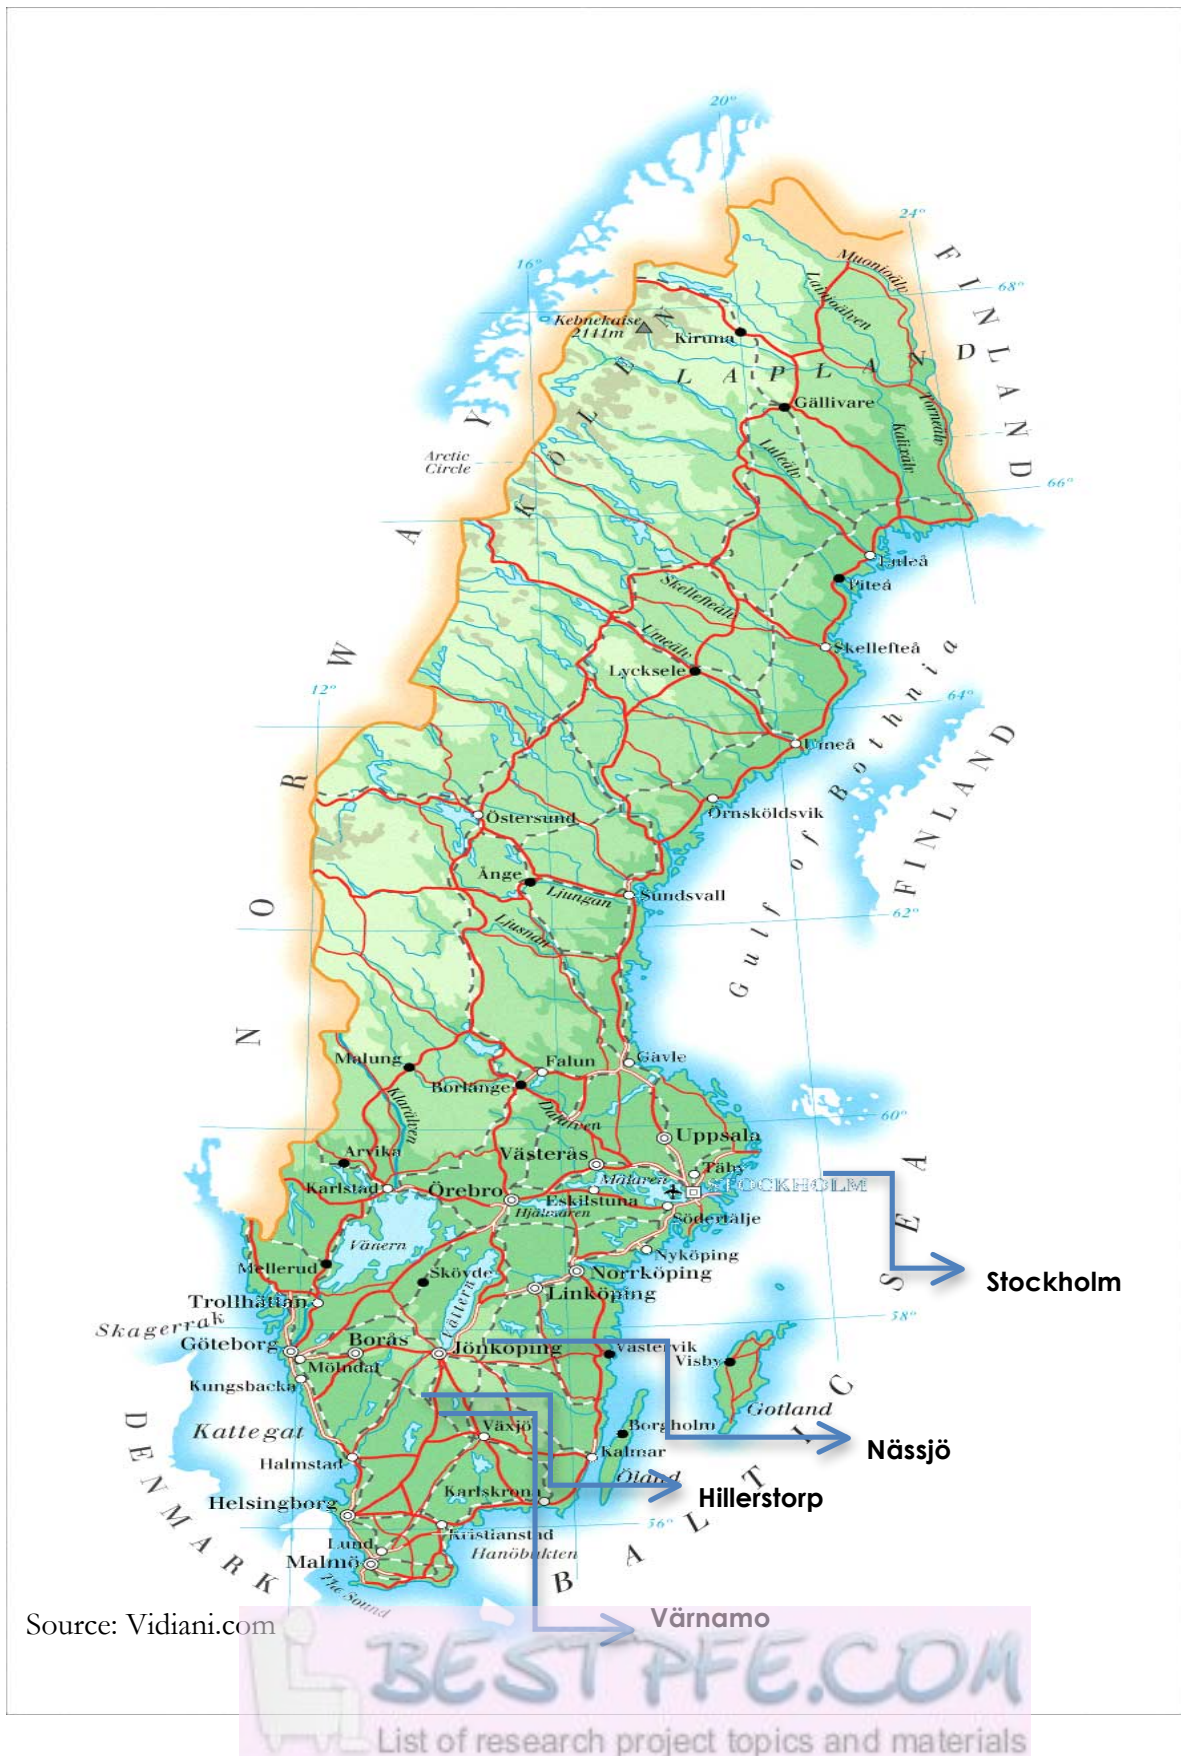 20°
24°
FINLAND
16°
68°
Muonioälv
Lainioälven
Kebnekaise
2111m
Kiruna
LAPLAND
KÖLEN
Gällivare
Torneälv
Kalixälv
Luleälv
Arctic
Circle
66°
NORWAY
Luleå
Piteå
Skellefteälv
Umeälv
Skellefteå
Lycksele
12°
64°
Gulf of Bothnia
FINLAND
Umeå
Örnsköldsvik
Östersund
Ånge
Ljungan
Sundsvall
Ljusnan
62°
Malung
Falun
Gävle
Borlänge
Klarälven
Dalälven
60°
Uppsala
Arvika
Västerås
Täby
Karlstad
Örebro
Mälaren
STOCKHOLM
Eskilstuna
Hjälmaren
Södertälje
Vänern
Nyköping
Mellerud
Skövde
Norrköping
Stockholm
Trollhättan
Linköping
Vättern
58°
Skagerrak
Göteborg
Borås
Jönköping
Västervik
Mölndal
Visby
Kungsbacka
Gotland
Kattegat
Växjö
Borgholm
Nässjö
Halmstad
Kalmar
Öland
Karlskrona
Hillerstorp
Helsingborg
56°
Kristianstad
Lund
Hanöbukten
Malmö
DENMARK
The Sound
BALTIC SEA
Source: Vidiani.com
Värnamo
BESTPFE.COM
List of research project topics and materials